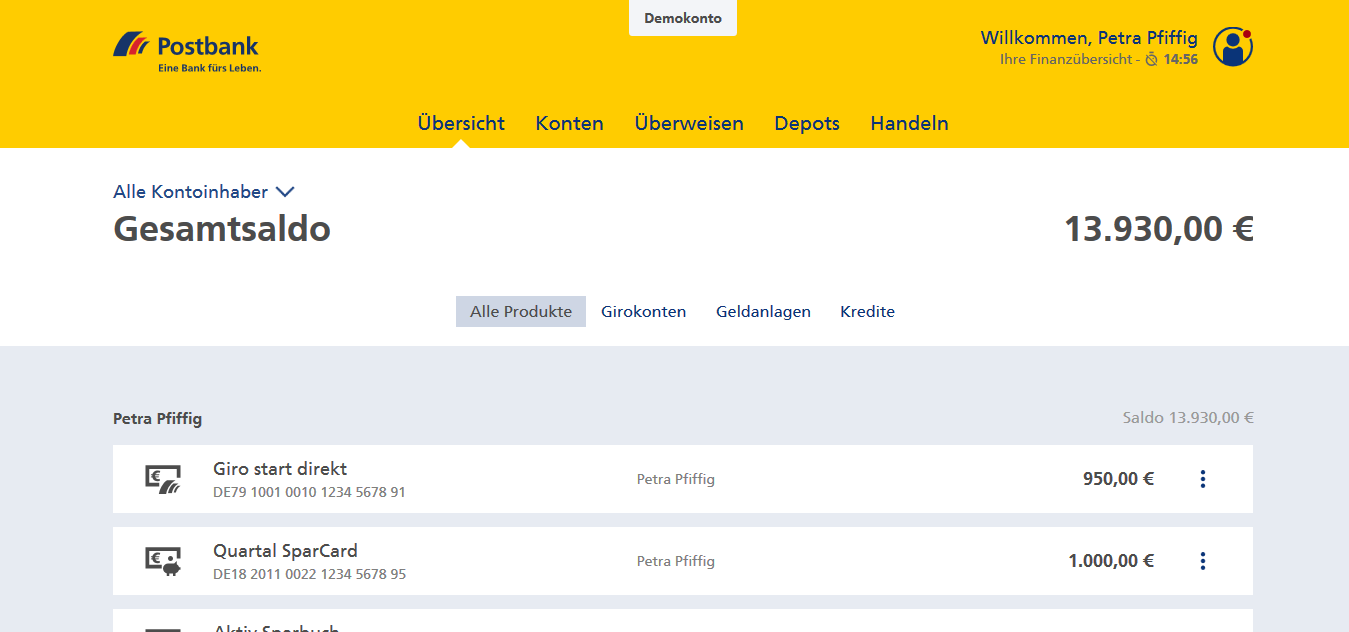 Demokonto
Postbank
Eine Bank fürs Leben.
Willkommen, Petra Pfiffig
Ihre Finanzübersicht - 14:56
Übersicht Konten Überweisen Depots Handeln
Alle Kontoinhaber
Gesamtsaldo 13.930,00 €
Alle Produkte Girokonten Geldanlagen Kredite
Petra Pfiffig Saldo 13.930,00 €
Giro start direkt
DE79 1001 0010 1234 5678 91
Petra Pfiffig
950,00 €
Quartal SparCard
DE18 2011 0022 1234 5678 95
Petra Pfiffig
1.000,00 €
Aktiv Sparbuch